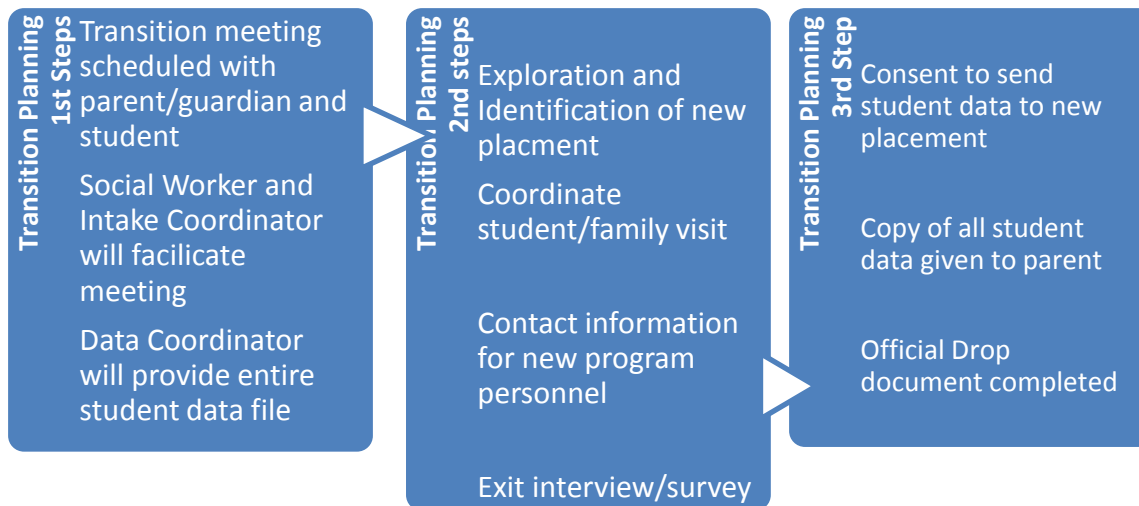 Transition Planning
1st Steps
Transition meeting
scheduled with
parent/guardian and
student
Social Worker and
Intake Coordinator
will facilicate
meeting
Data Coordinator
will provide entire
student data file
Transition Planning
2nd steps
Exploration and
Identification of new
placment
Coordinate
student/family visit
Contact information
for new program
personnel
Exit interview/survey
Transition Planning
3rd Step
Consent to send
student data to new
placement
Copy of all student
data given to parent
Official Drop
document completed